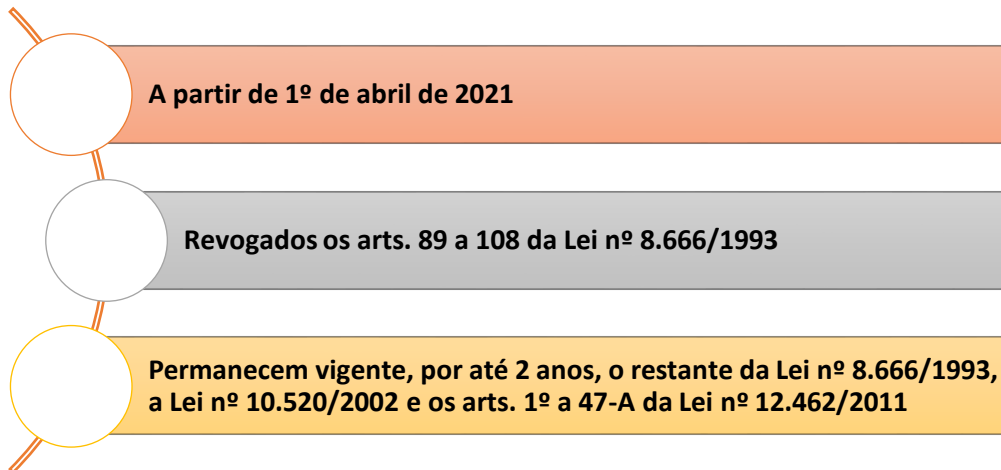 A partir de 1º de abril de 2021
Revogados os arts. 89 a 108 da Lei nº 8.666/1993
Permanecem vigente, por até 2 anos, o restante da Lei nº 8.666/1993,
a Lei nº 10.520/2002 e os arts. 1º a 47-A da Lei nº 12.462/2011